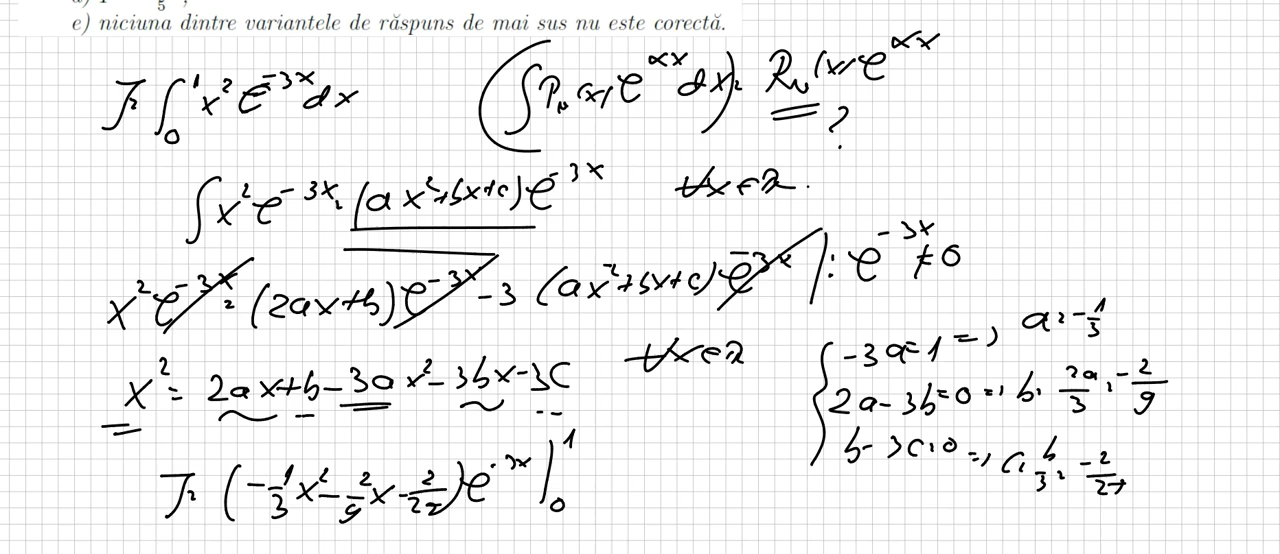 5 ,
e) niciuna dintre variantele de răspuns de mai sus nu este corectă.
J = ∫₀¹ x² e^{-3x} dx (∫ Pₙ(x) e^{αx} dx) = Rₙ(x) e^{αx} ?
∫ x² e^{-3x} = (ax²+bx+c) e^{-3x} ∀x∈ℝ.
x² e^{-3x} = (2ax+b) e^{-3x} - 3 (ax²+bx+c) e^{-3x} | : e^{-3x} ≠ 0
x² = 2ax+b-3ax²-3bx-3c ∀x∈ℝ
{ -3a=1 => a=-1/3
2a-3b=0 => b= 2a/3 = -2/9
b-3c=0 => c= b/3 = -2/27
J = (-1/3 x² - 2/9 x - 2/27) e^{-3x} |₀¹